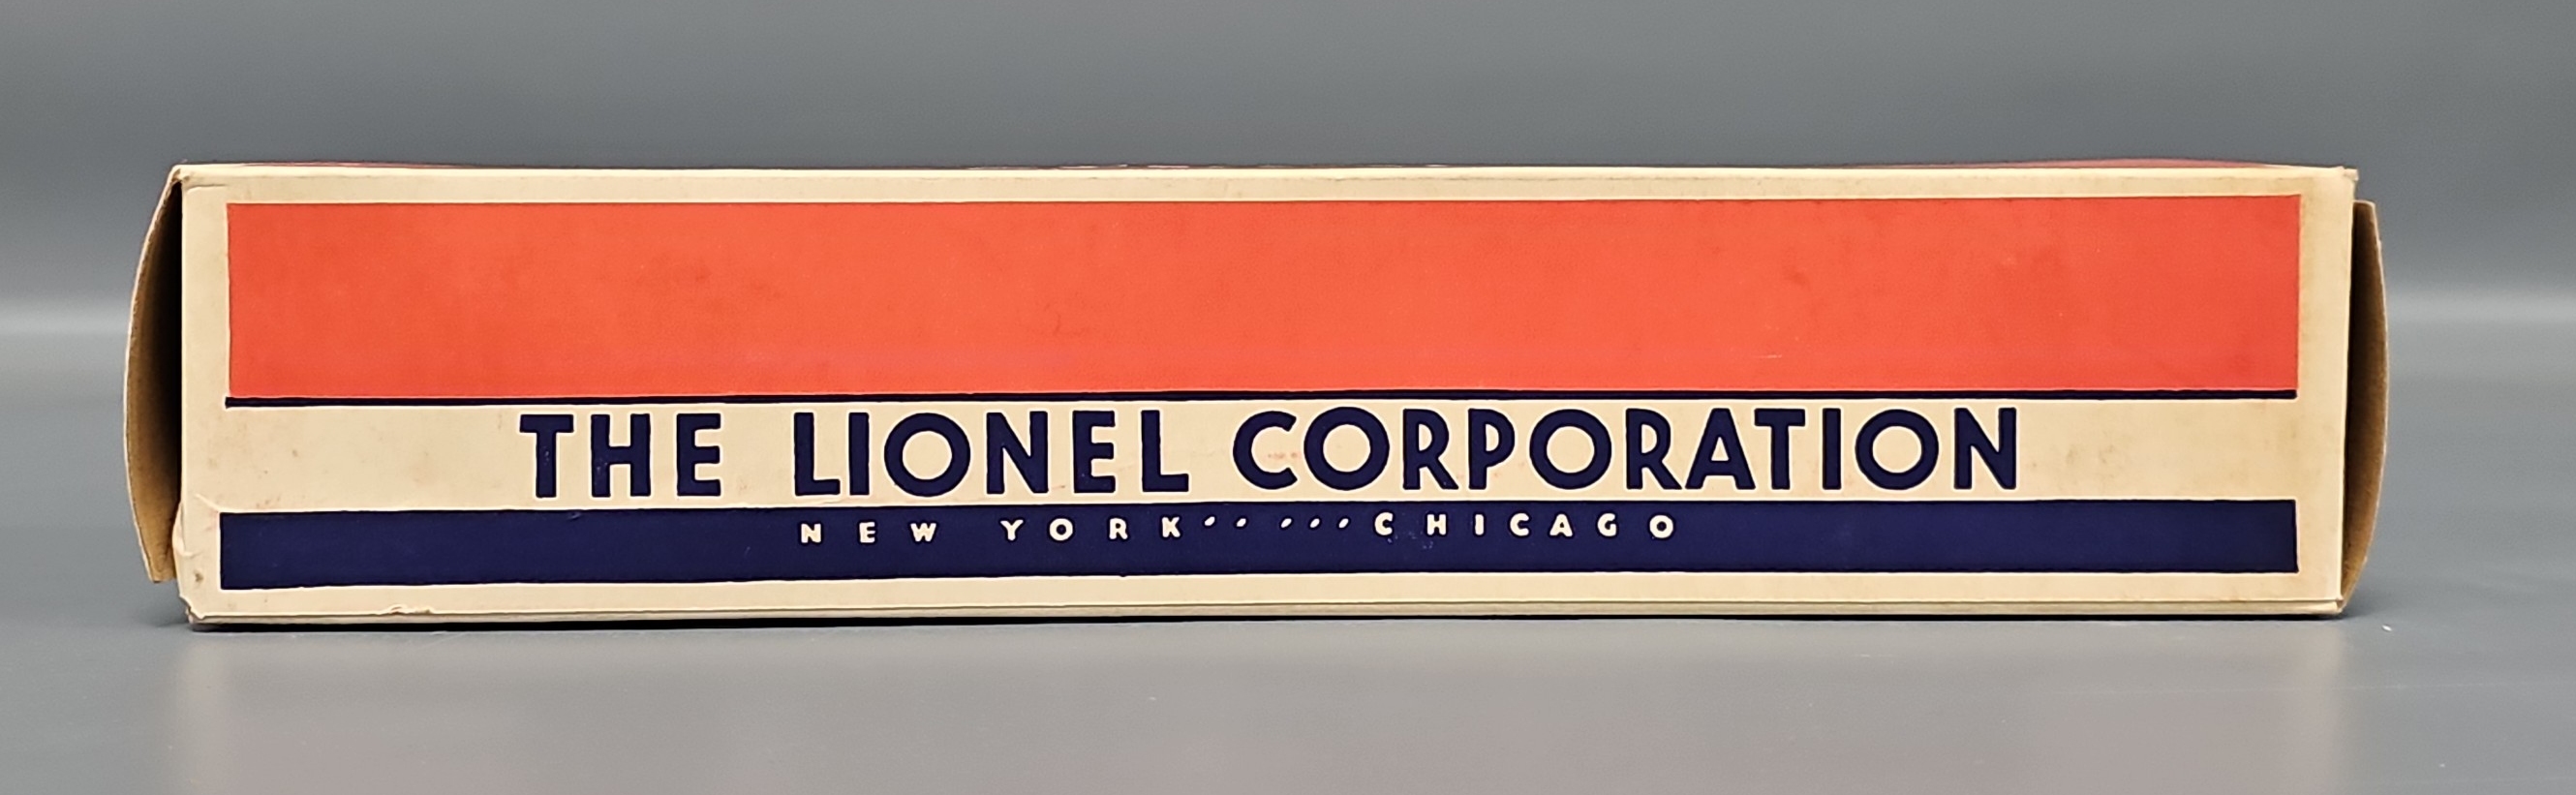 THE LIONEL CORPORATION
NEW YORK·· ···CHICAGO